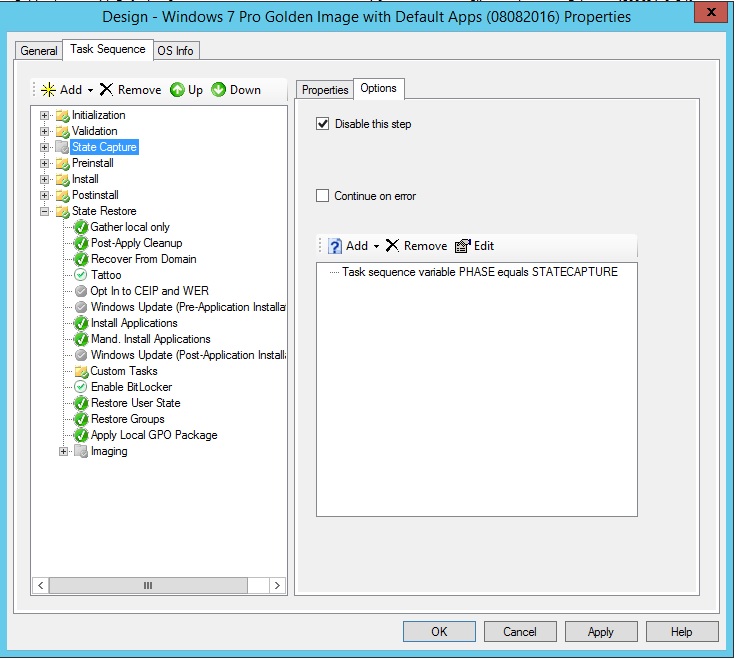 Design - Windows 7 Pro Golden Image with Default Apps (08082016) Properties
x
General Task Sequence OS Info
Add Remove Up Down
Properties Options
Initialization
Validation
State Capture
Preinstall
Install
Postinstall
State Restore
Gather local only
Post-Apply Cleanup
Recover From Domain
Tattoo
Opt In to CEIP and WER
Windows Update (Pre-Application Installa
Install Applications
Mand. Install Applications
Windows Update (Post-Application Install
Custom Tasks
Enable BitLocker
Restore User State
Restore Groups
Apply Local GPO Package
Imaging
Disable this step
Continue on error
? Add Remove Edit
Task sequence variable PHASE equals STATECAPTURE
OK Cancel Apply Help